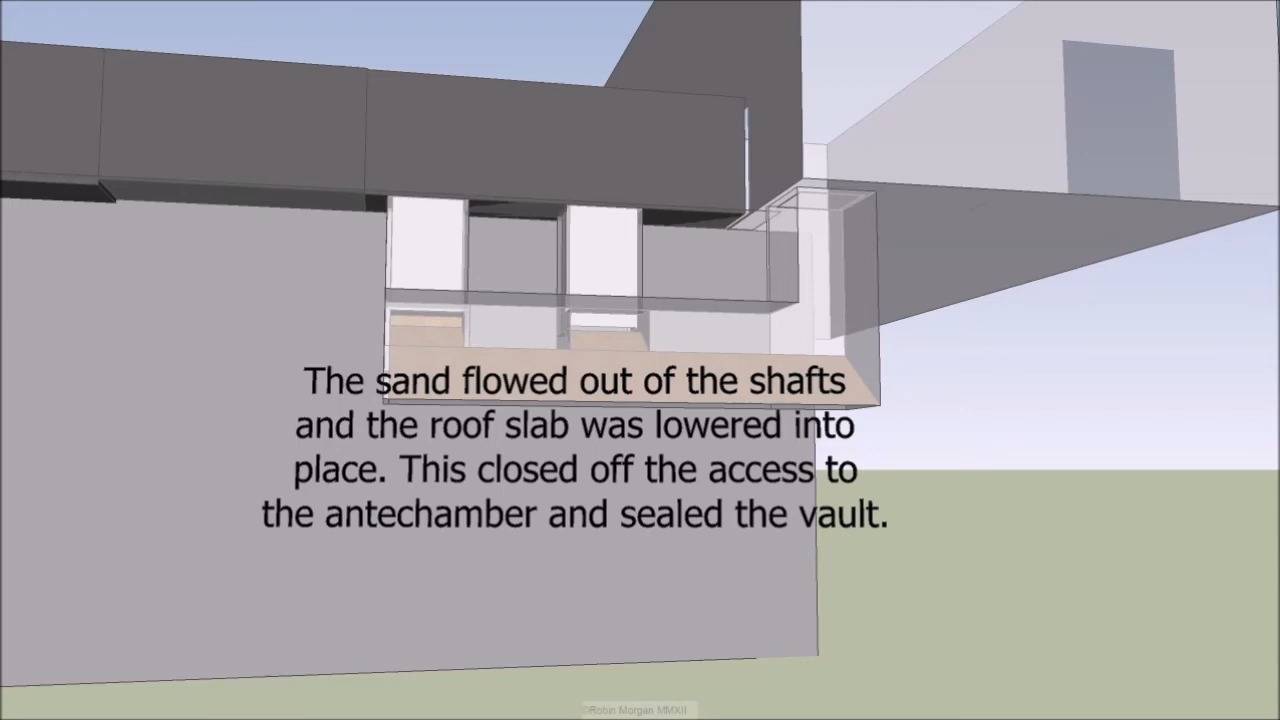 The sand flowed out of the shafts
and the roof slab was lowered into
place. This closed off the access to
the antechamber and sealed the vault.
©Robin Morgan MMXII